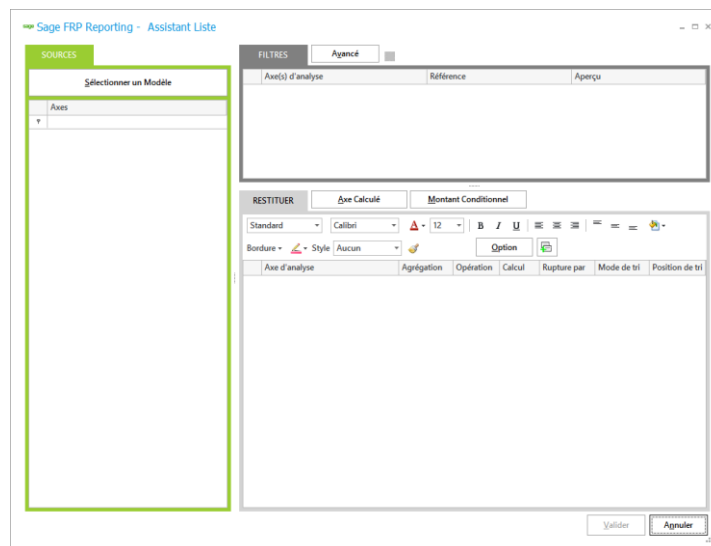 sage Sage FRP Reporting - Assistant Liste
SOURCES
Sélectionner un Modèle
Axes
FILTRES Avancé
Axe(s) d'analyse Référence Aperçu
RESTITUER Axe Calculé Montant Conditionnel
Standard Calibri A 12 B I U
Bordure Style Aucun Option
Axe d'analyse Agrégation Opération Calcul Rupture par Mode de tri Position de tri
Valider Annuler